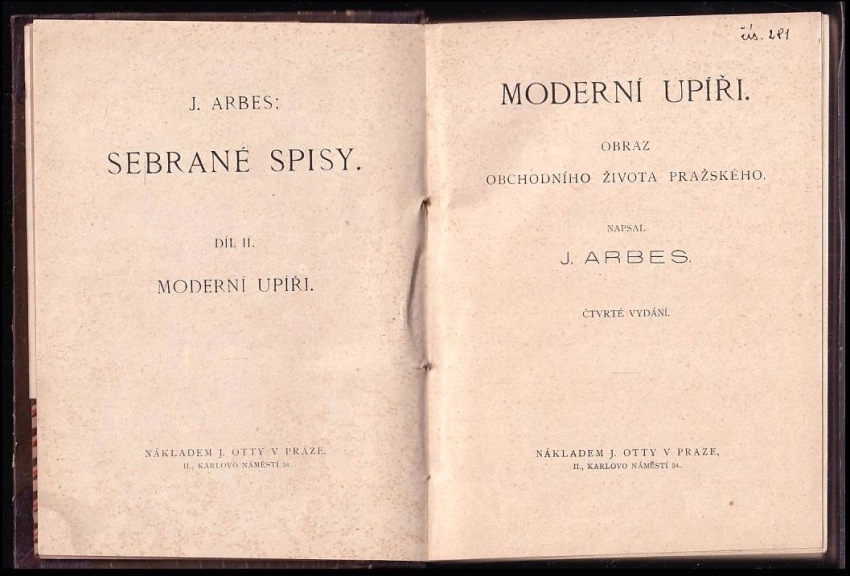 J. ARBES:
SEBRANÉ SPISY.
DÍL II.
MODERNÍ UPÍŘI.
NÁKLADEM J. OTTY V PRAZE,
II., KARLOVO NÁMĚSTÍ 34.
čís. 281
MODERNÍ UPÍŘI.
OBRAZ
OBCHODNÍHO ŽIVOTA PRAŽSKÉHO.
NAPSAL
J. ARBES.
ČTVRTÉ VYDÁNÍ.
NÁKLADEM J. OTTY V PRAZE,
II., KARLOVO NÁMĚSTÍ 34.